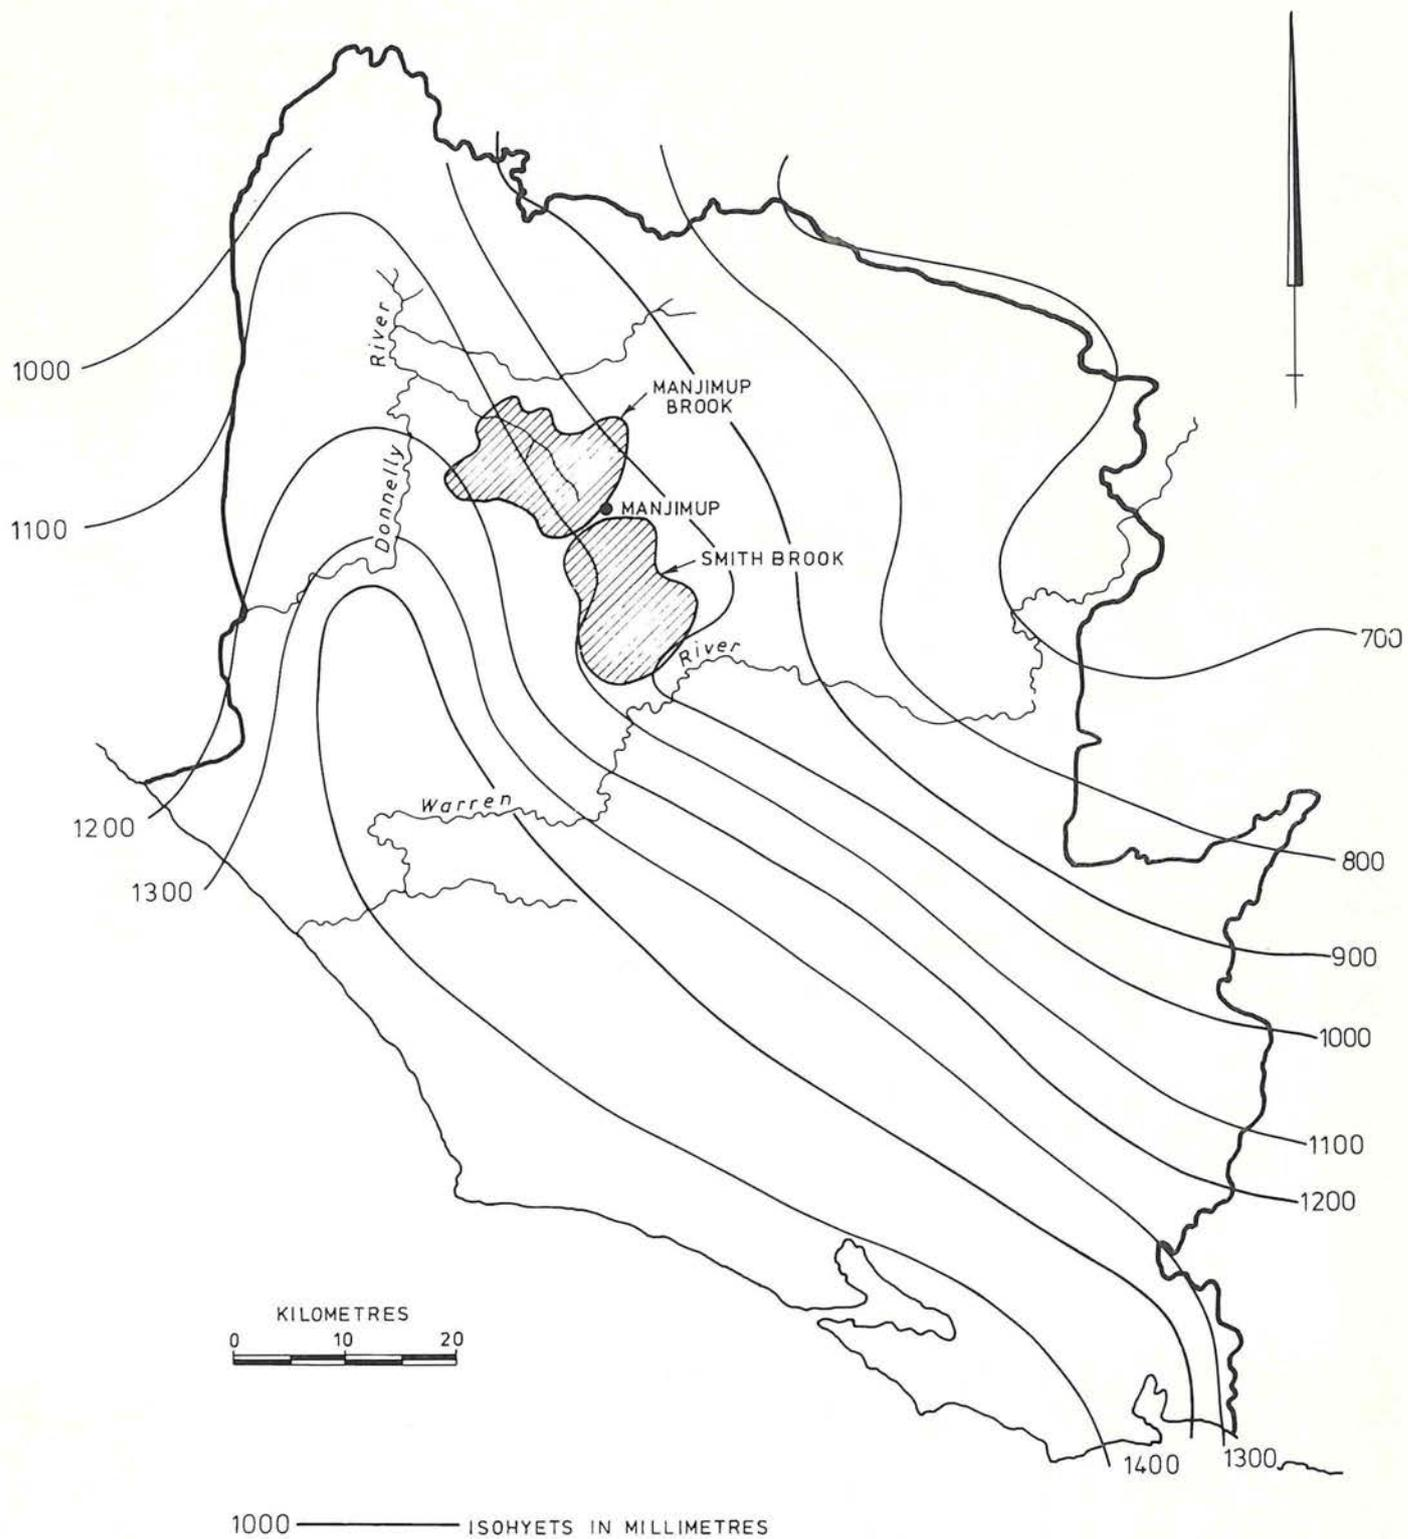 1000
River
MANJIMUP
BROOK
Donnelly
1100
MANJIMUP
SMITH BROOK
700
River
Warren
1200
1300
800
900
1000
1100
1200
KILOMETRES
0 10 20
1400
1300
1000
ISOHYETS IN MILLIMETRES